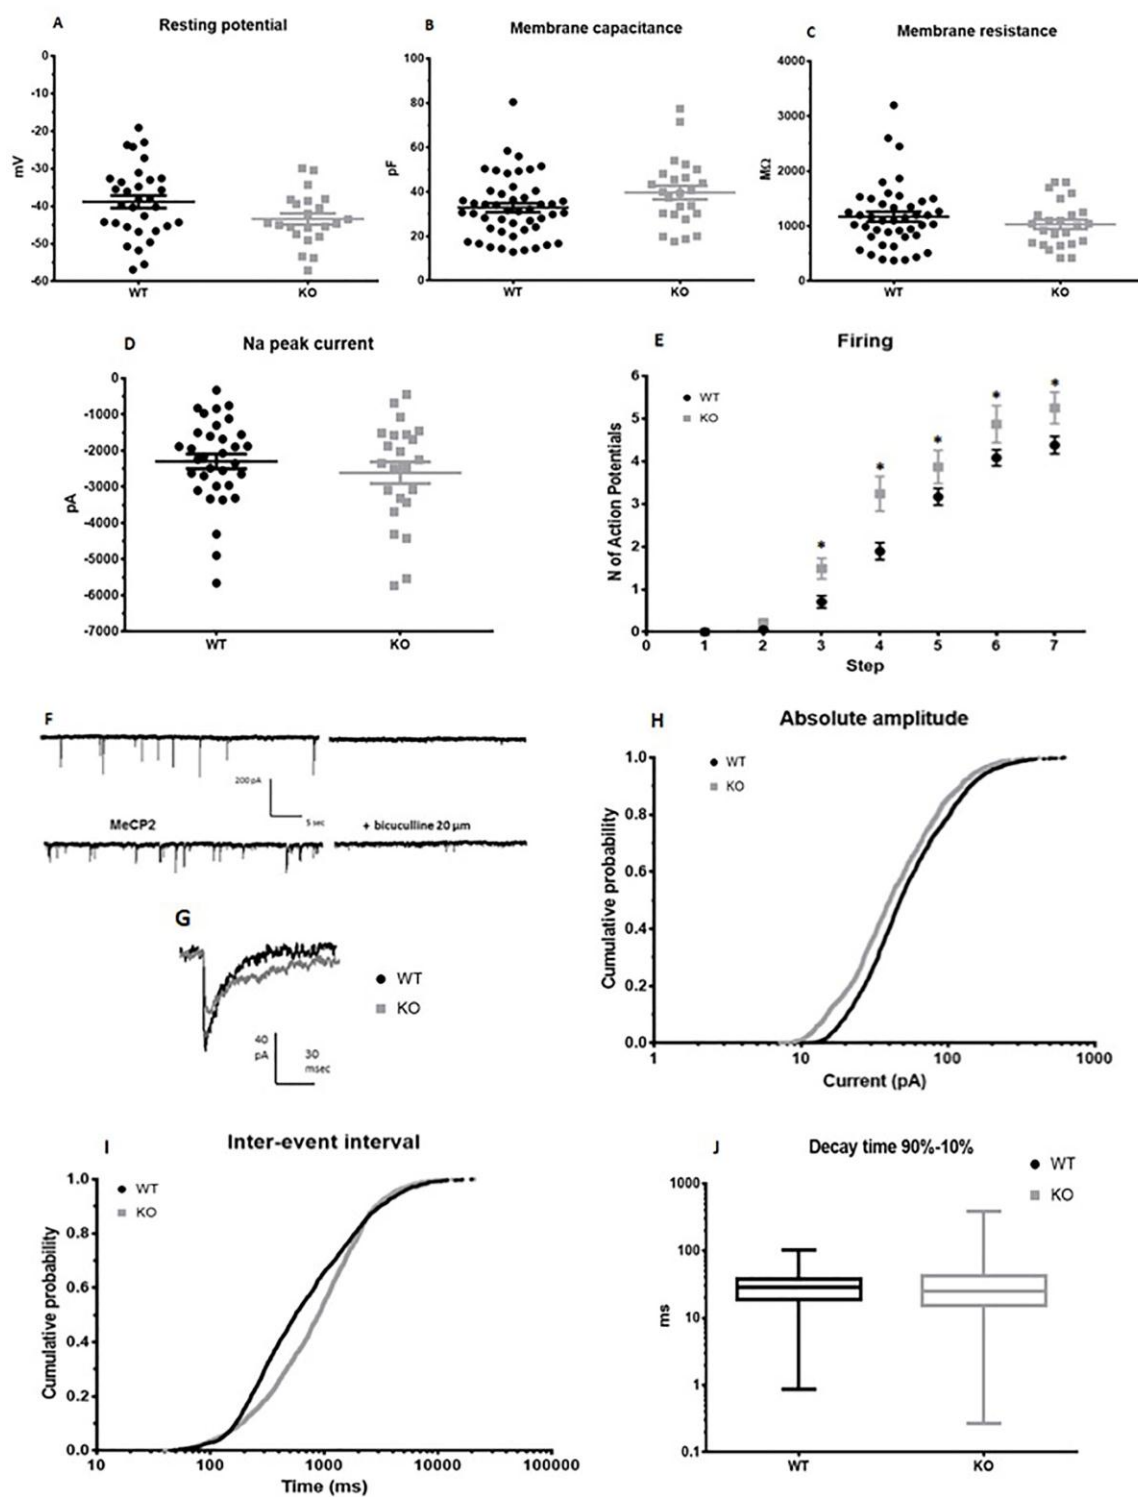 A
Resting potential
mV
0
-10
-20
-30
-40
-50
-60
WT
KO
B
Membrane capacitance
pF
100
80
60
40
20
0
WT
KO
C
Membrane resistance
MΩ
4000
3000
2000
1000
0
WT
KO
D
Na peak current
pA
0
-1000
-2000
-3000
-4000
-5000
-6000
-7000
WT
KO
E
Firing
N of Action Potentials
6
5
4
3
2
1
0
WT
KO
*
*
*
*
*
0 1 2 3 4 5 6 7
Step
F
200 pA
5 sec
MeCP2
+ bicuculline 20 µm
G
WT
KO
40
pA
30
msec
H
Absolute amplitude
Cumulative probability
1.0
0.8
0.6
0.4
0.2
0.0
WT
KO
1 10 100 1000
Current (pA)
I
Inter-event interval
Cumulative probability
1.0
0.8
0.6
0.4
0.2
0.0
WT
KO
10 100 1000 10000 100000
Time (ms)
J
Decay time 90%-10%
WT
KO
ms
1000
100
10
1
0.1
WT
KO